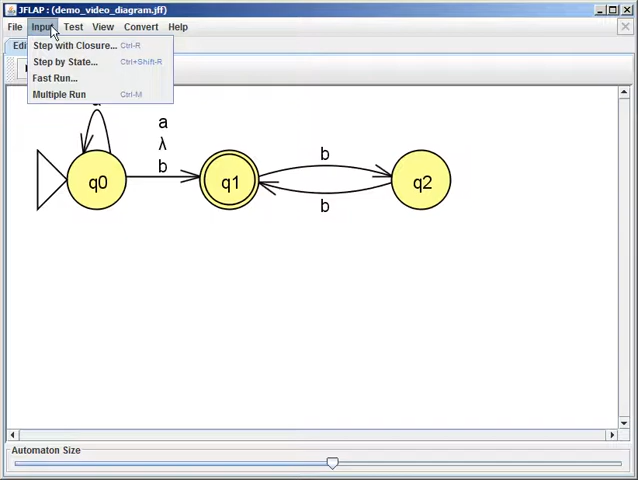 JFLAP : (demo_video_diagram.jff)
File Input Test View Convert Help
Step with Closure... Ctrl-R
Step by State... Ctrl+Shift-R
Fast Run...
Multiple Run Ctrl-M
a
λ
b
q0
q1
b
b
q2
Automaton Size